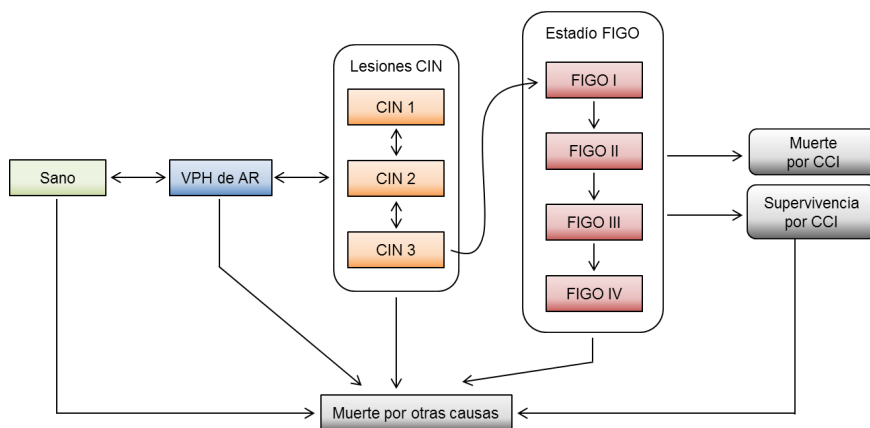 Estadío FIGO
Lesiones CIN
FIGO I
CIN 1
FIGO II
Muerte
por CCI
Sano
VPH de AR
CIN 2
Supervivencia
por CCI
FIGO III
CIN 3
FIGO IV
Muerte por otras causas